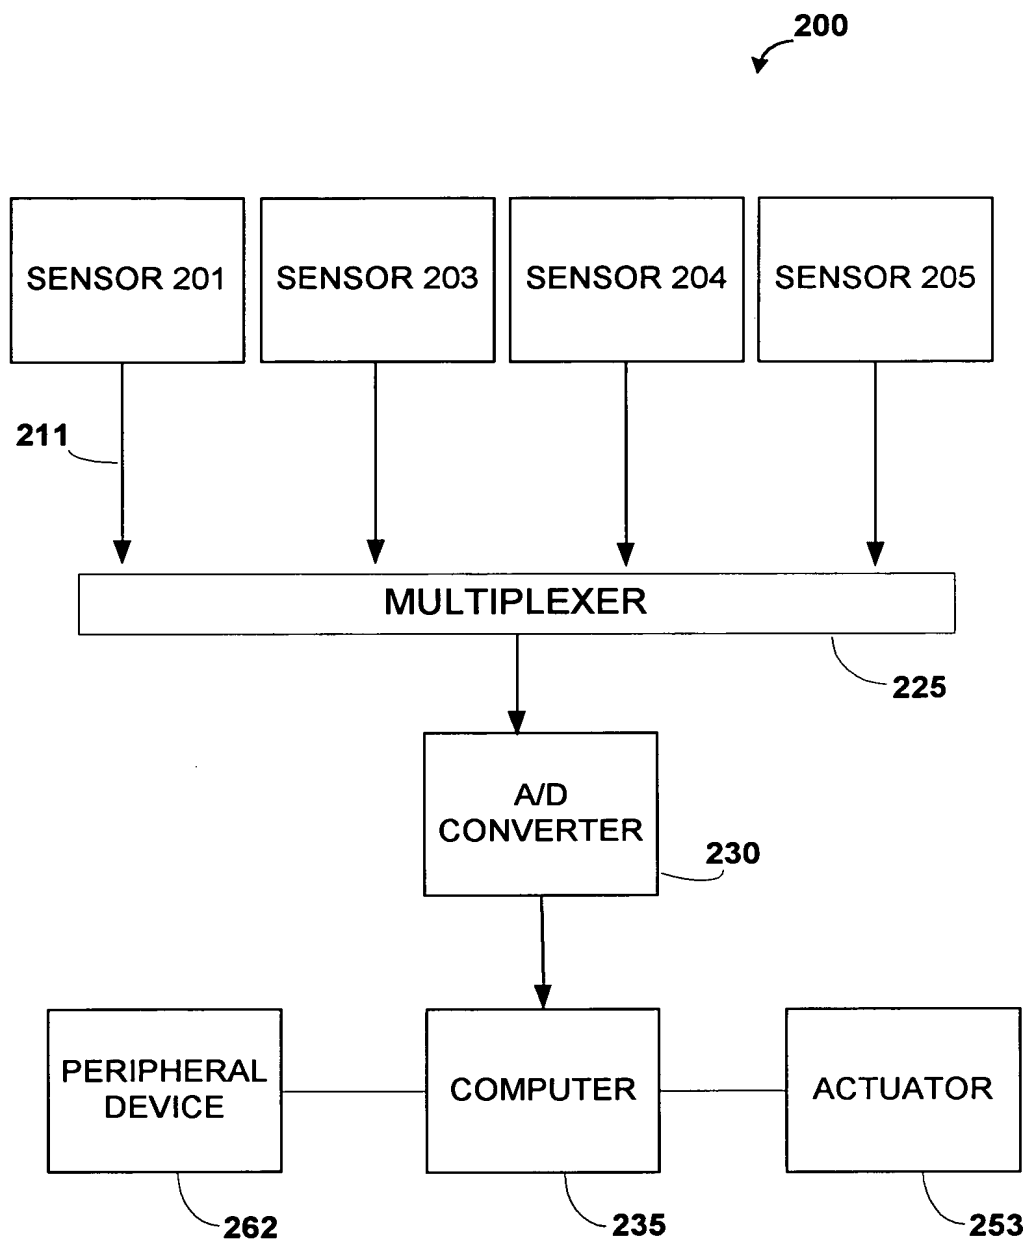 200
SENSOR 201
SENSOR 203
SENSOR 204
SENSOR 205
211
MULTIPLEXER
225
A/D
CONVERTER
230
PERIPHERAL
DEVICE
COMPUTER
ACTUATOR
262
235
253